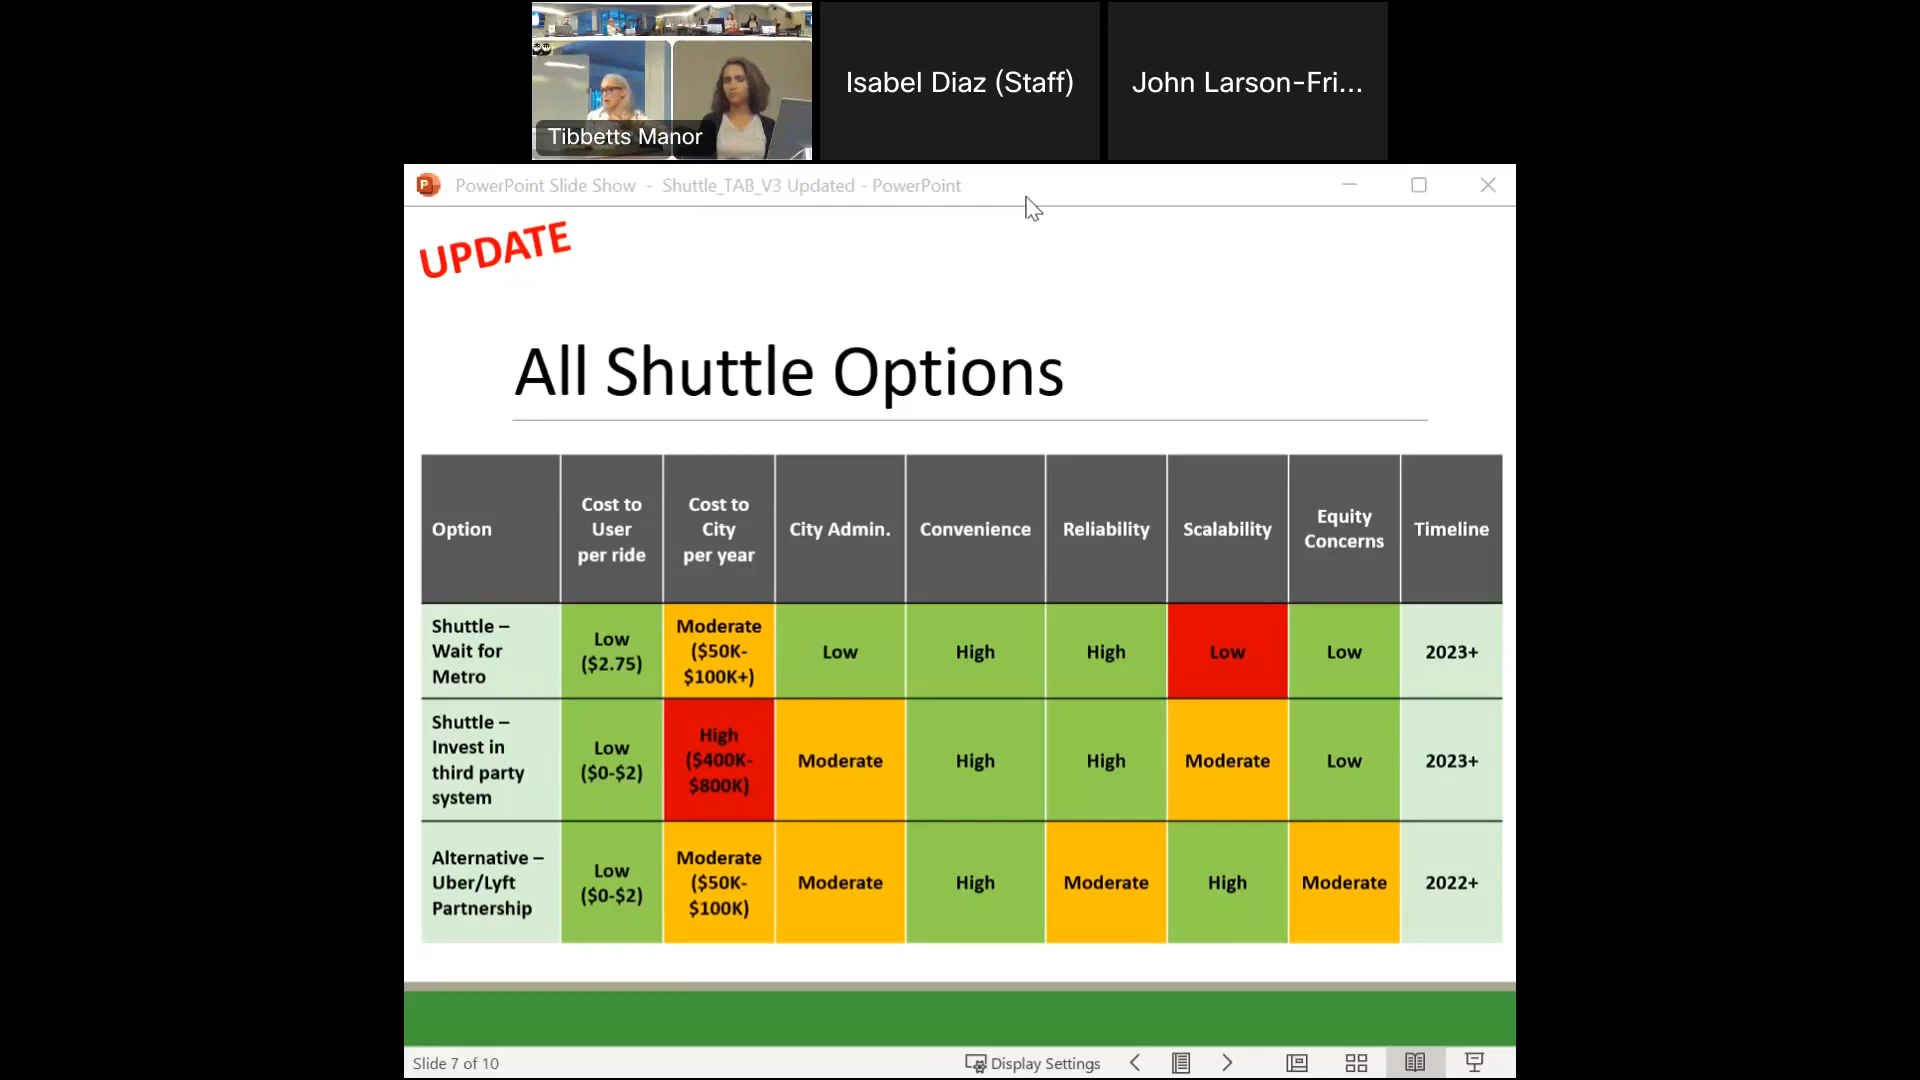 Tibbetts Manor
Isabel Diaz (Staff)
John Larson-Fri...
PowerPoint Slide Show - Shuttle_TAB_V3 Updated - PowerPoint
UPDATE
All Shuttle Options
Option
Cost to
User
per ride
Cost to
City
per year
City Admin.
Convenience
Reliability
Scalability
Equity
Concerns
Timeline
Shuttle –
Wait for
Metro
Low
($2.75)
Moderate
($50K-
$100K+)
Low
High
High
Low
Low
2023+
Shuttle –
Invest in
third party
system
Low
($0-$2)
High
($400K-
$800K)
Moderate
High
High
Moderate
Low
2023+
Alternative –
Uber/Lyft
Partnership
Low
($0-$2)
Moderate
($50K-
$100K)
Moderate
High
Moderate
High
Moderate
2022+
Slide 7 of 10
Display Settings